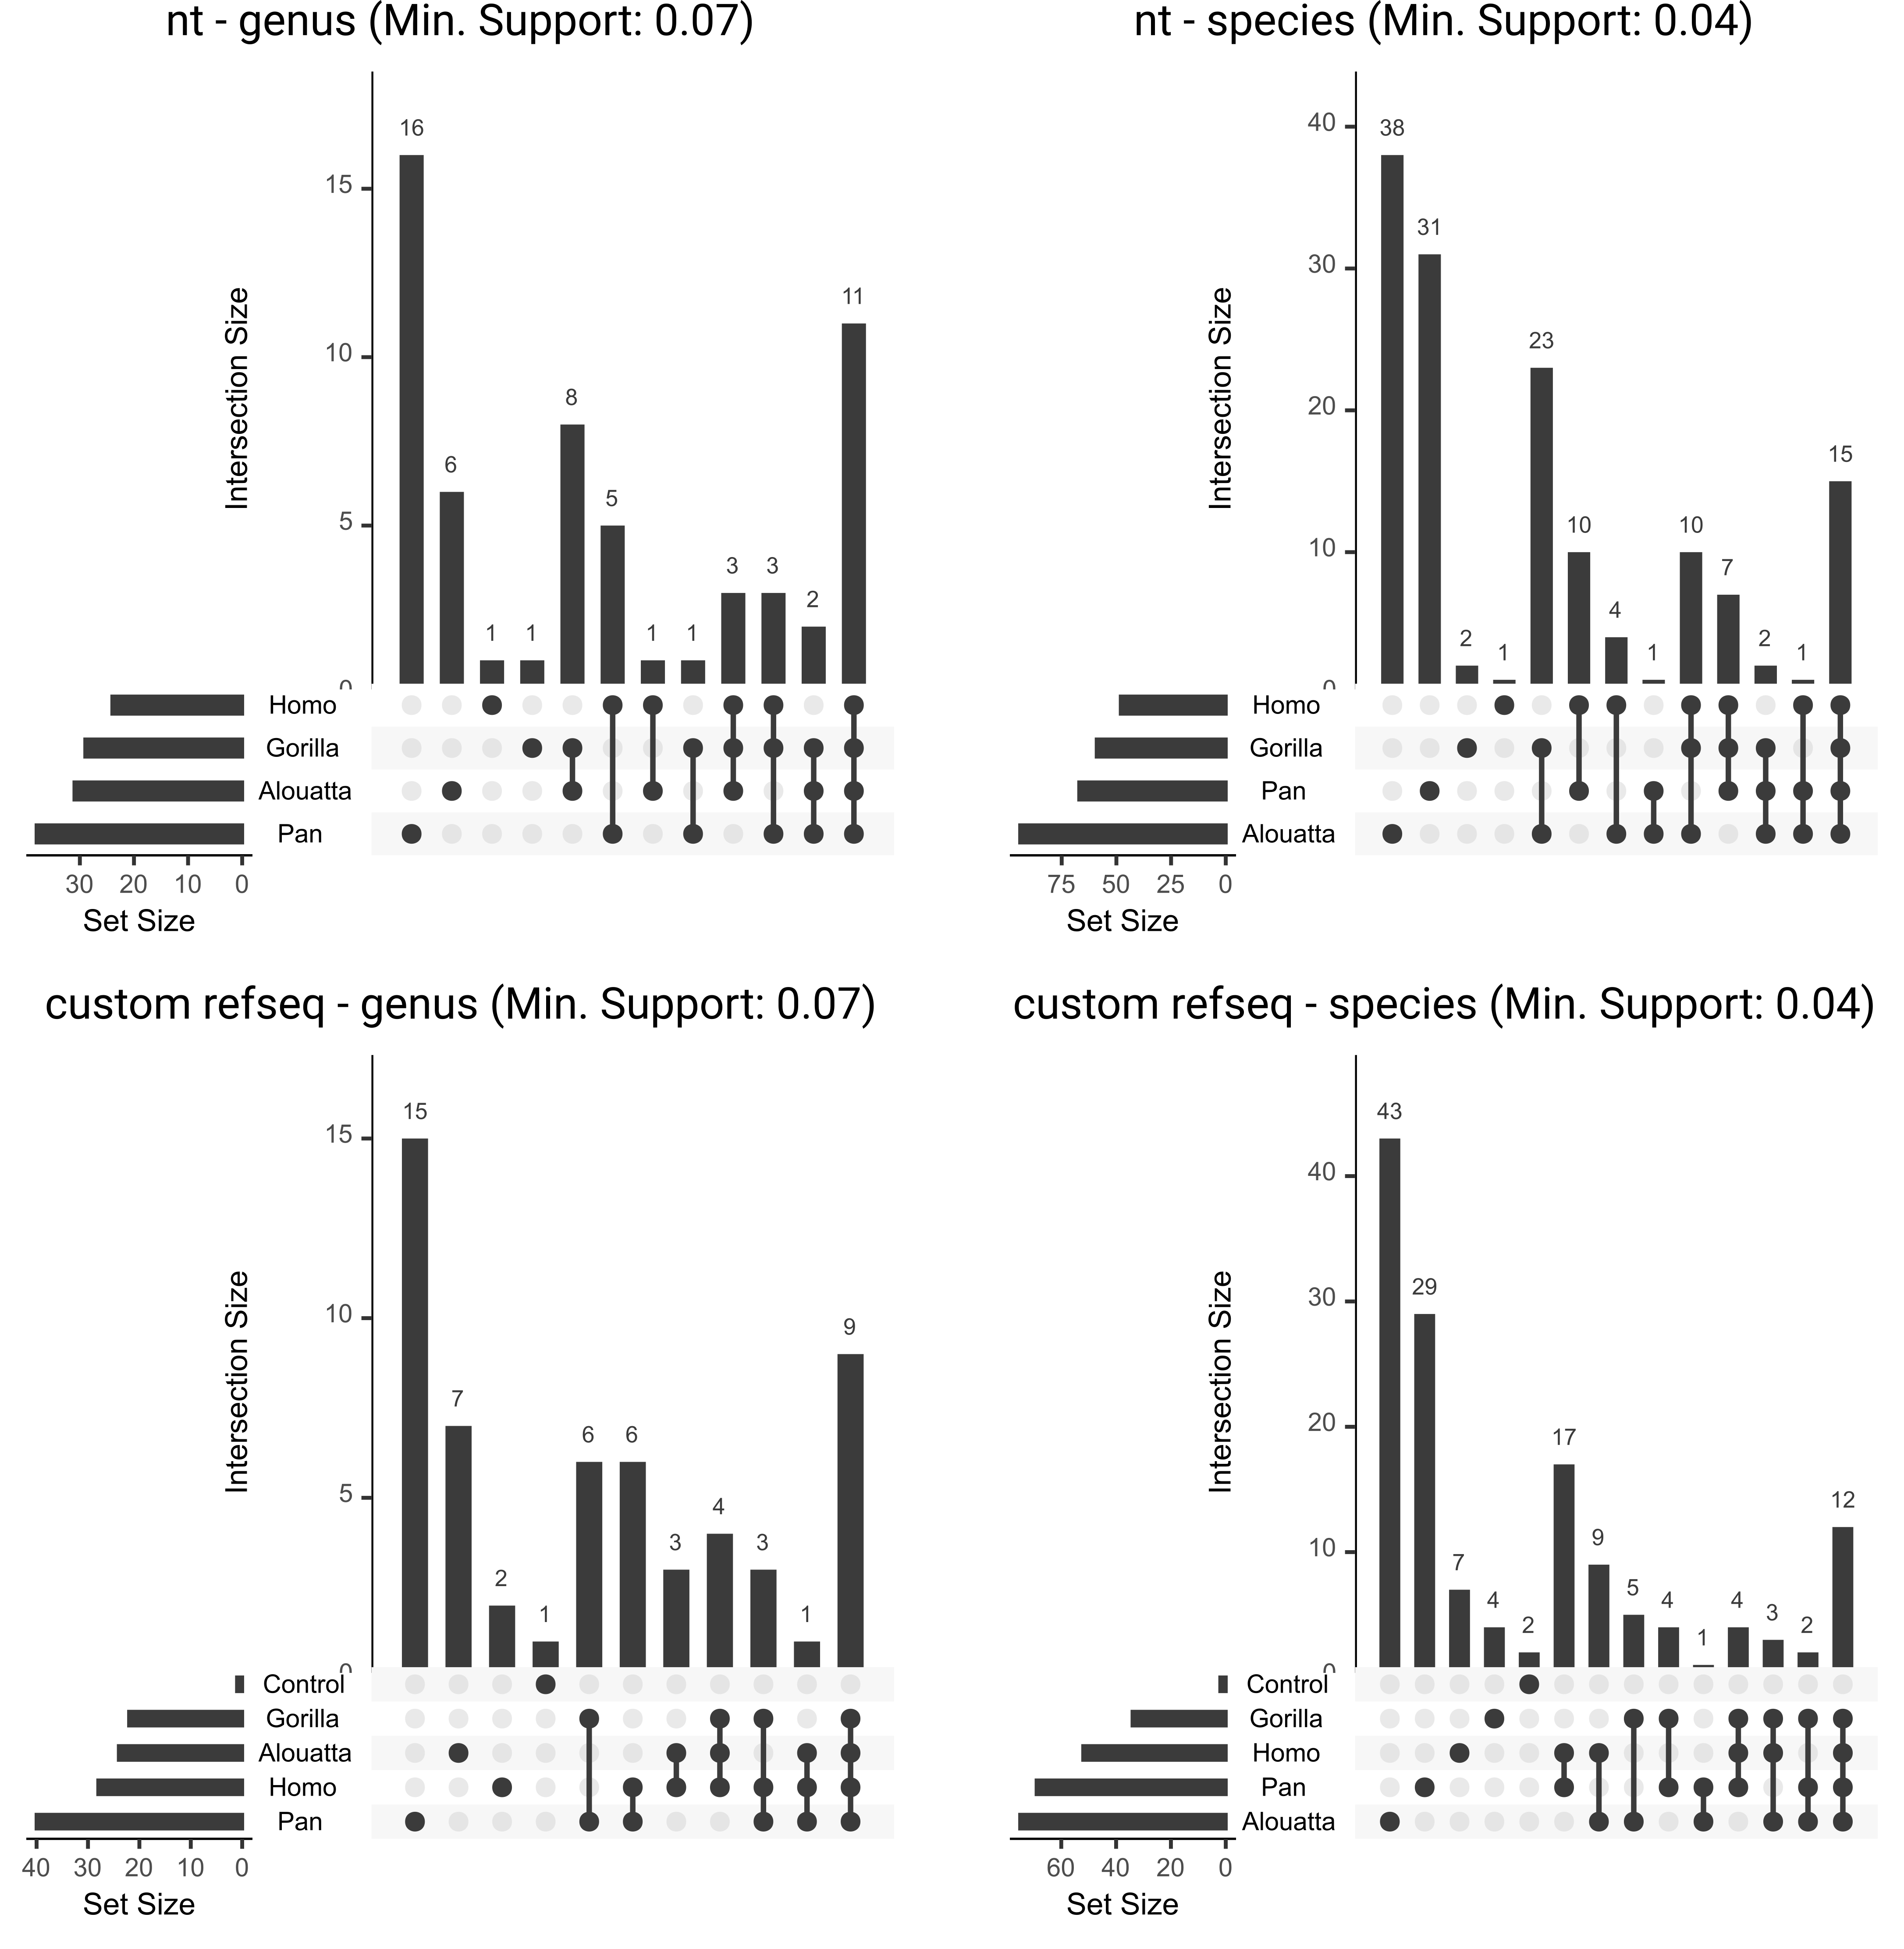 nt - genus (Min. Support: 0.07)
16
15
11
10
8
6
5
5
3
3
2
1
1
1
1
0
Intersection Size
Homo
Gorilla
Alouatta
Pan
30 20 10 0
Set Size
nt - species (Min. Support: 0.04)
40
38
31
30
23
20
15
10
10
10
7
4
2
1
1
2
1
0
Intersection Size
Homo
Gorilla
Pan
Alouatta
75 50 25 0
Set Size
custom refseq - genus (Min. Support: 0.07)
15
15
10
9
7
6
6
5
4
3
3
2
1
1
0
Intersection Size
Control
Gorilla
Alouatta
Homo
Pan
40 30 20 10 0
Set Size
custom refseq - species (Min. Support: 0.04)
43
40
30
29
20
17
12
10
9
7
5
4
4
4
3
2
2
1
0
Intersection Size
Control
Gorilla
Homo
Pan
Alouatta
60 40 20 0
Set Size